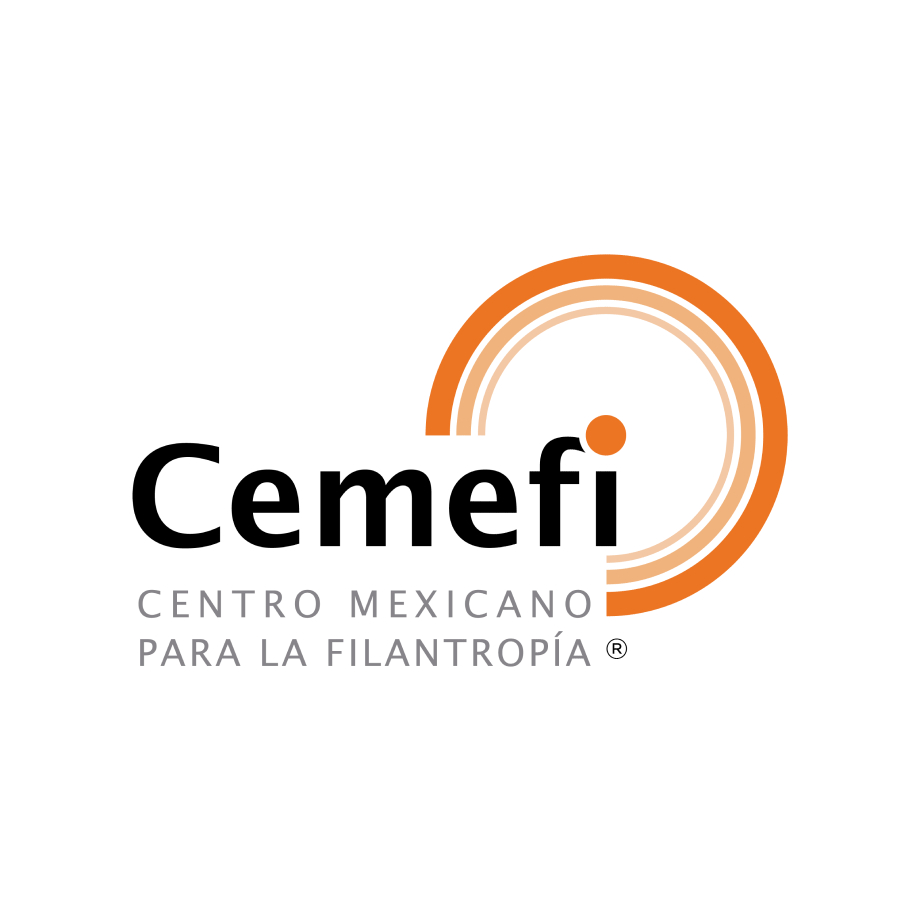 Cemefi
CENTRO MEXICANO
PARA LA FILANTROPÍA ®